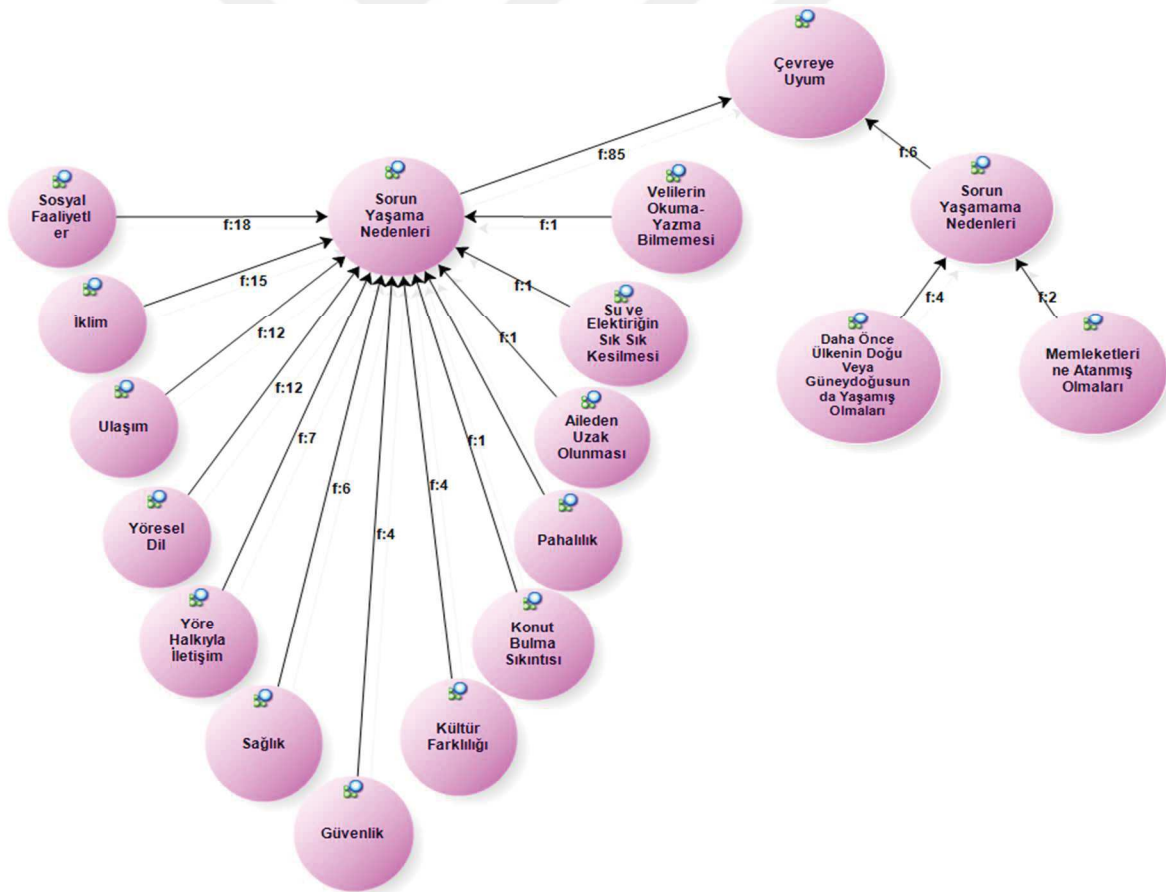 Çevreye
Uyum
f:85
f:6
Sosyal
Faaliyetl
er
f:18
Sorun
Yaşama
Nedenleri
f:1
Velilerin
Okuma-
Yazma
Bilmemesi
Sorun
Yaşamama
Nedenleri
İklim
f:15
f:1
Su ve
Elektiriğin
Sık Sık
Kesilmesi
f:4
f:2
Daha Önce
Ülkenin Doğu
Veya
Güneydoğusun
da Yaşamış
Olmaları
Memleketleri
ne Atanmış
Olmaları
Ulaşım
f:12
f:1
Aileden
Uzak
Olunması
Yöresel
Dil
f:12
Pahalılık
Yöre
Halkıyla
İletişim
f:7
f:1
Konut
Bulma
Sıkıntısı
Sağlık
f:6
f:4
Kültür
Farklılığı
Güvenlik
f:4